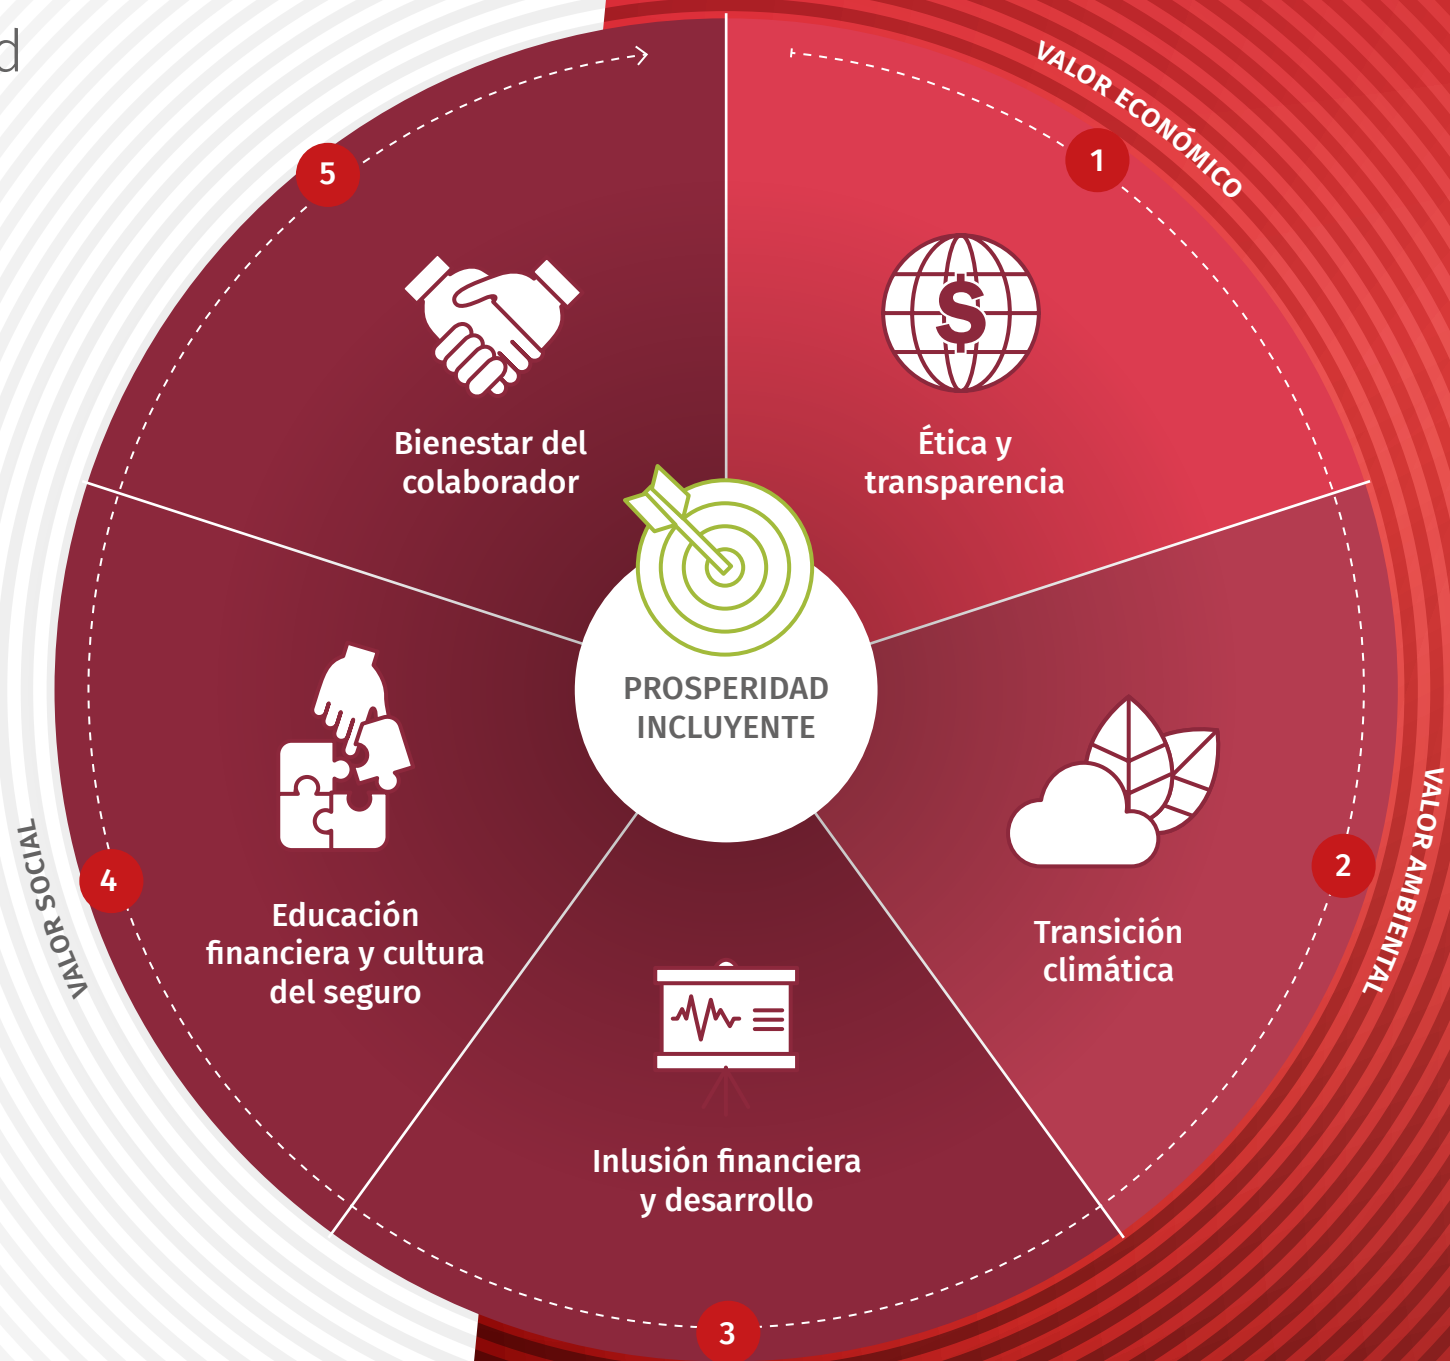 d
VALOR ECONÓMICO
1
Ética y
transparencia
$
VALOR AMBIENTAL
2
Transición
climática
3
Inlusión financiera
y desarrollo
VALOR SOCIAL
4
Educación
financiera y cultura
del seguro
5
Bienestar del
colaborador
PROSPERIDAD
INCLUYENTE